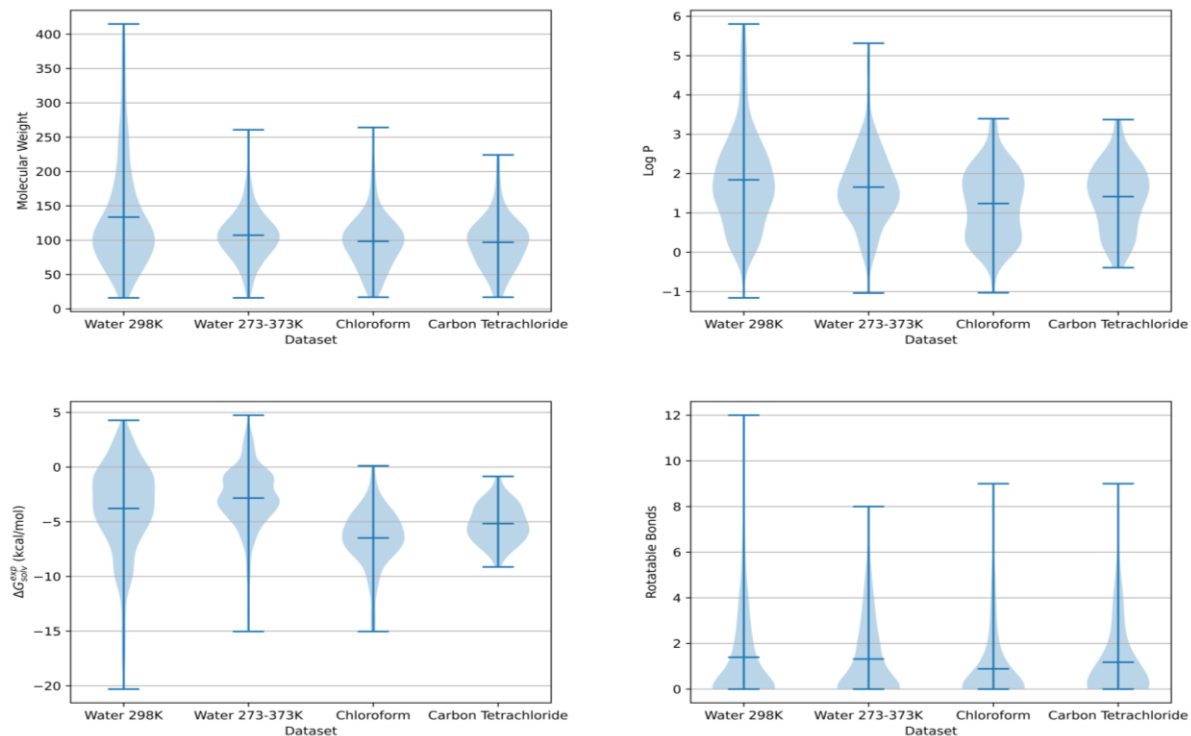 400
350
300
250
200
150
100
50
0
Molecular Weight
Water 298K Water 273-373K Chloroform Carbon Tetrachloride
Dataset
6
5
4
3
2
1
0
−1
Log P
Water 298K Water 273-373K Chloroform Carbon Tetrachloride
Dataset
5
0
−5
−10
−15
−20
ΔG^{exp}_{solv} (kcal/mol)
Water 298K Water 273-373K Chloroform Carbon Tetrachloride
Dataset
12
10
8
6
4
2
0
Rotatable Bonds
Water 298K Water 273-373K Chloroform Carbon Tetrachloride
Dataset